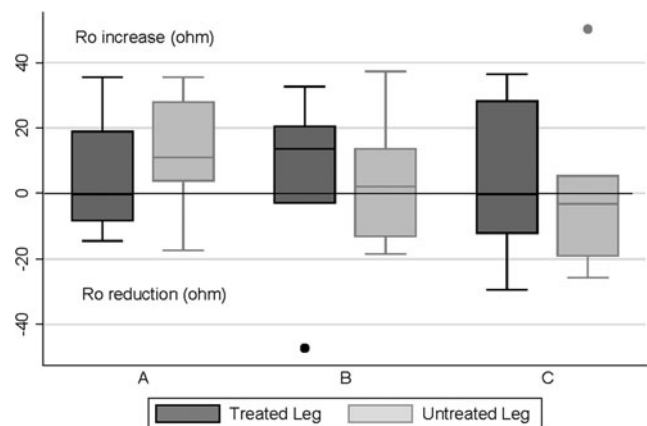 Ro increase (ohm)
40
20
0
-20
Ro reduction (ohm)
-40
A B C
Treated Leg Untreated Leg